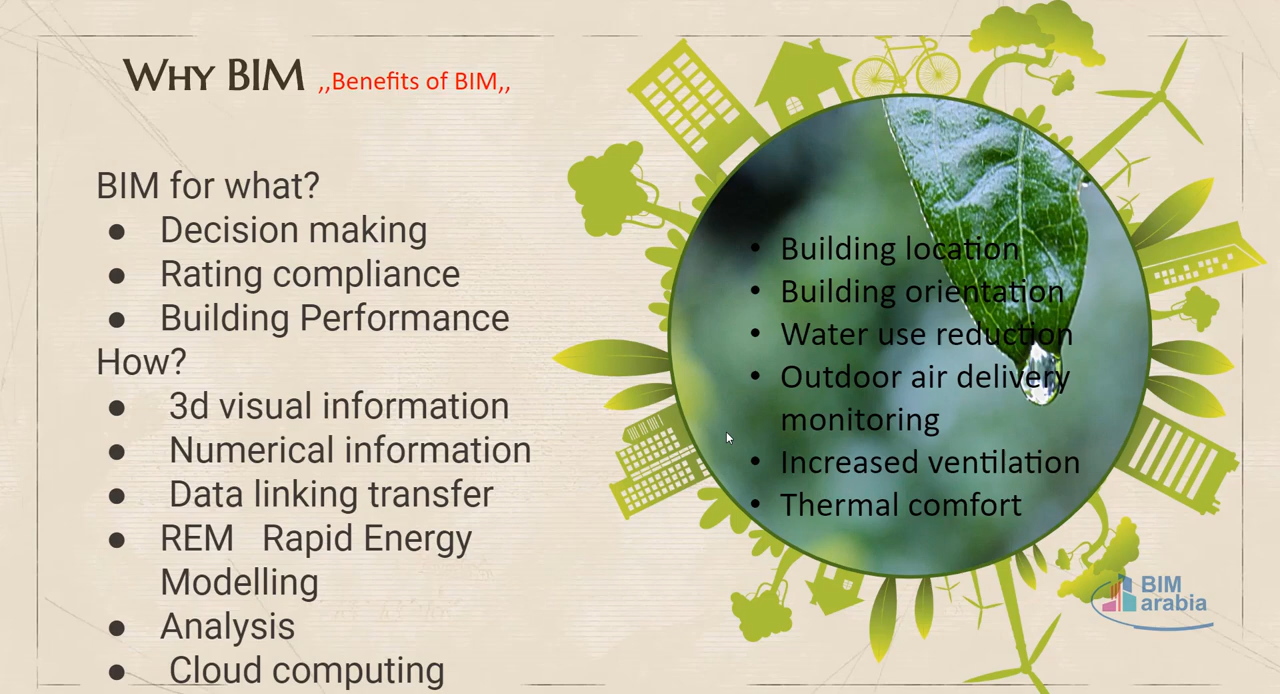 Why BIM ,,Benefits of BIM,,
BIM for what?
● Decision making
● Rating compliance
● Building Performance
How?
● 3d visual information
● Numerical information
● Data linking transfer
● REM Rapid Energy
Modelling
● Analysis
● Cloud computing
• Building location
• Building orientation
• Water use reduction
• Outdoor air delivery
monitoring
• Increased ventilation
• Thermal comfort
BIM
arabia